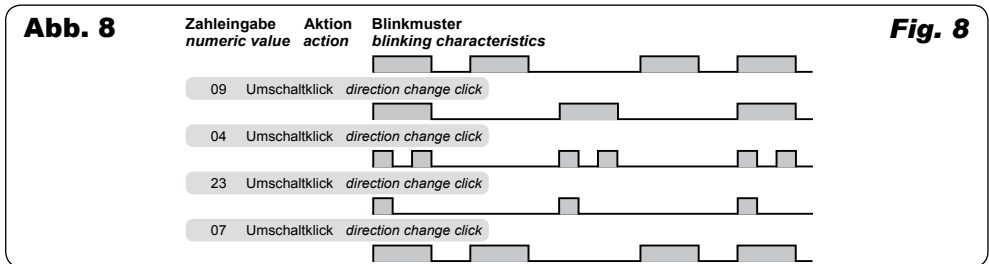 Abb. 8
Fig. 8
Zahleingabe Aktion Blinkmuster
numeric value action blinking characteristics
09 Umschaltklick direction change click
04 Umschaltklick direction change click
23 Umschaltklick direction change click
07 Umschaltklick direction change click